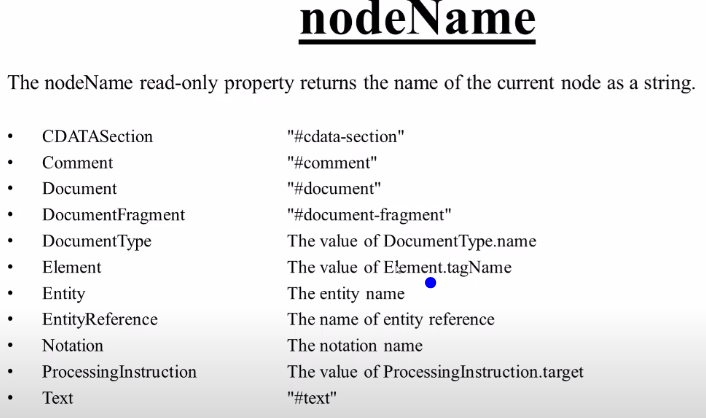 nodeName
The nodeName read-only property returns the name of the current node as a string.
• CDATASection "#cdata-section"
• Comment "#comment"
• Document "#document"
• DocumentFragment "#document-fragment"
• DocumentType The value of DocumentType.name
• Element The value of Element.tagName
• Entity The entity name
• EntityReference The name of entity reference
• Notation The notation name
• ProcessingInstruction The value of ProcessingInstruction.target
• Text "#text"